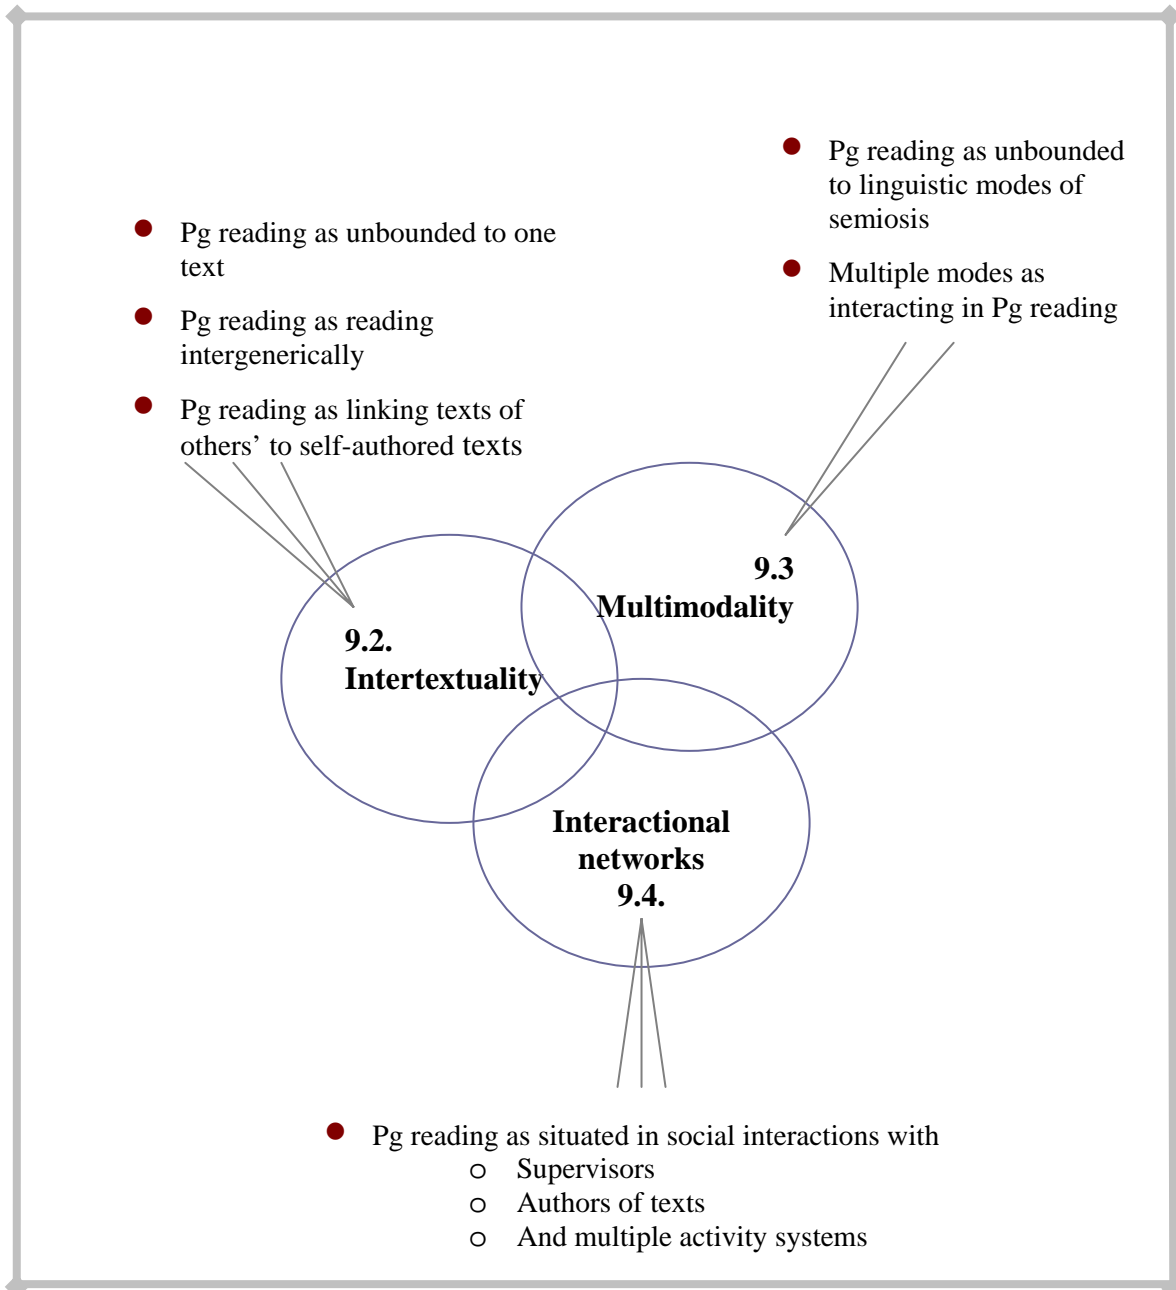 ● Pg reading as unbounded to one
text
● Pg reading as reading
intergenerically
● Pg reading as linking texts of
others’ to self-authored texts
● Pg reading as unbounded
to linguistic modes of
semiosis
● Multiple modes as
interacting in Pg reading
9.2.
Intertextuality
9.3
Multimodality
Interactional
networks
9.4.
● Pg reading as situated in social interactions with
o Supervisors
o Authors of texts
o And multiple activity systems